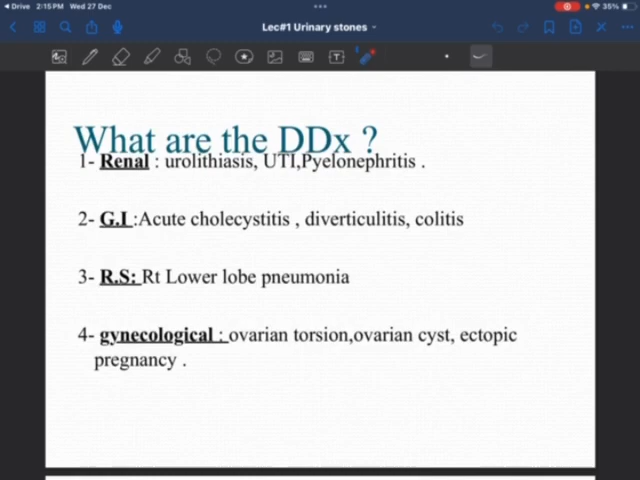 Drive 2:15 PM Wed 27 Dec
95%
35%
Lec#1 Urinary stones
What are the DDx ?
1- Renal : urolithiasis, UTI,Pyelonephritis .
2- G.I :Acute cholecystitis , diverticulitis, colitis
3- R.S: Rt Lower lobe pneumonia
4- gynecological : ovarian torsion,ovarian cyst, ectopic
pregnancy .